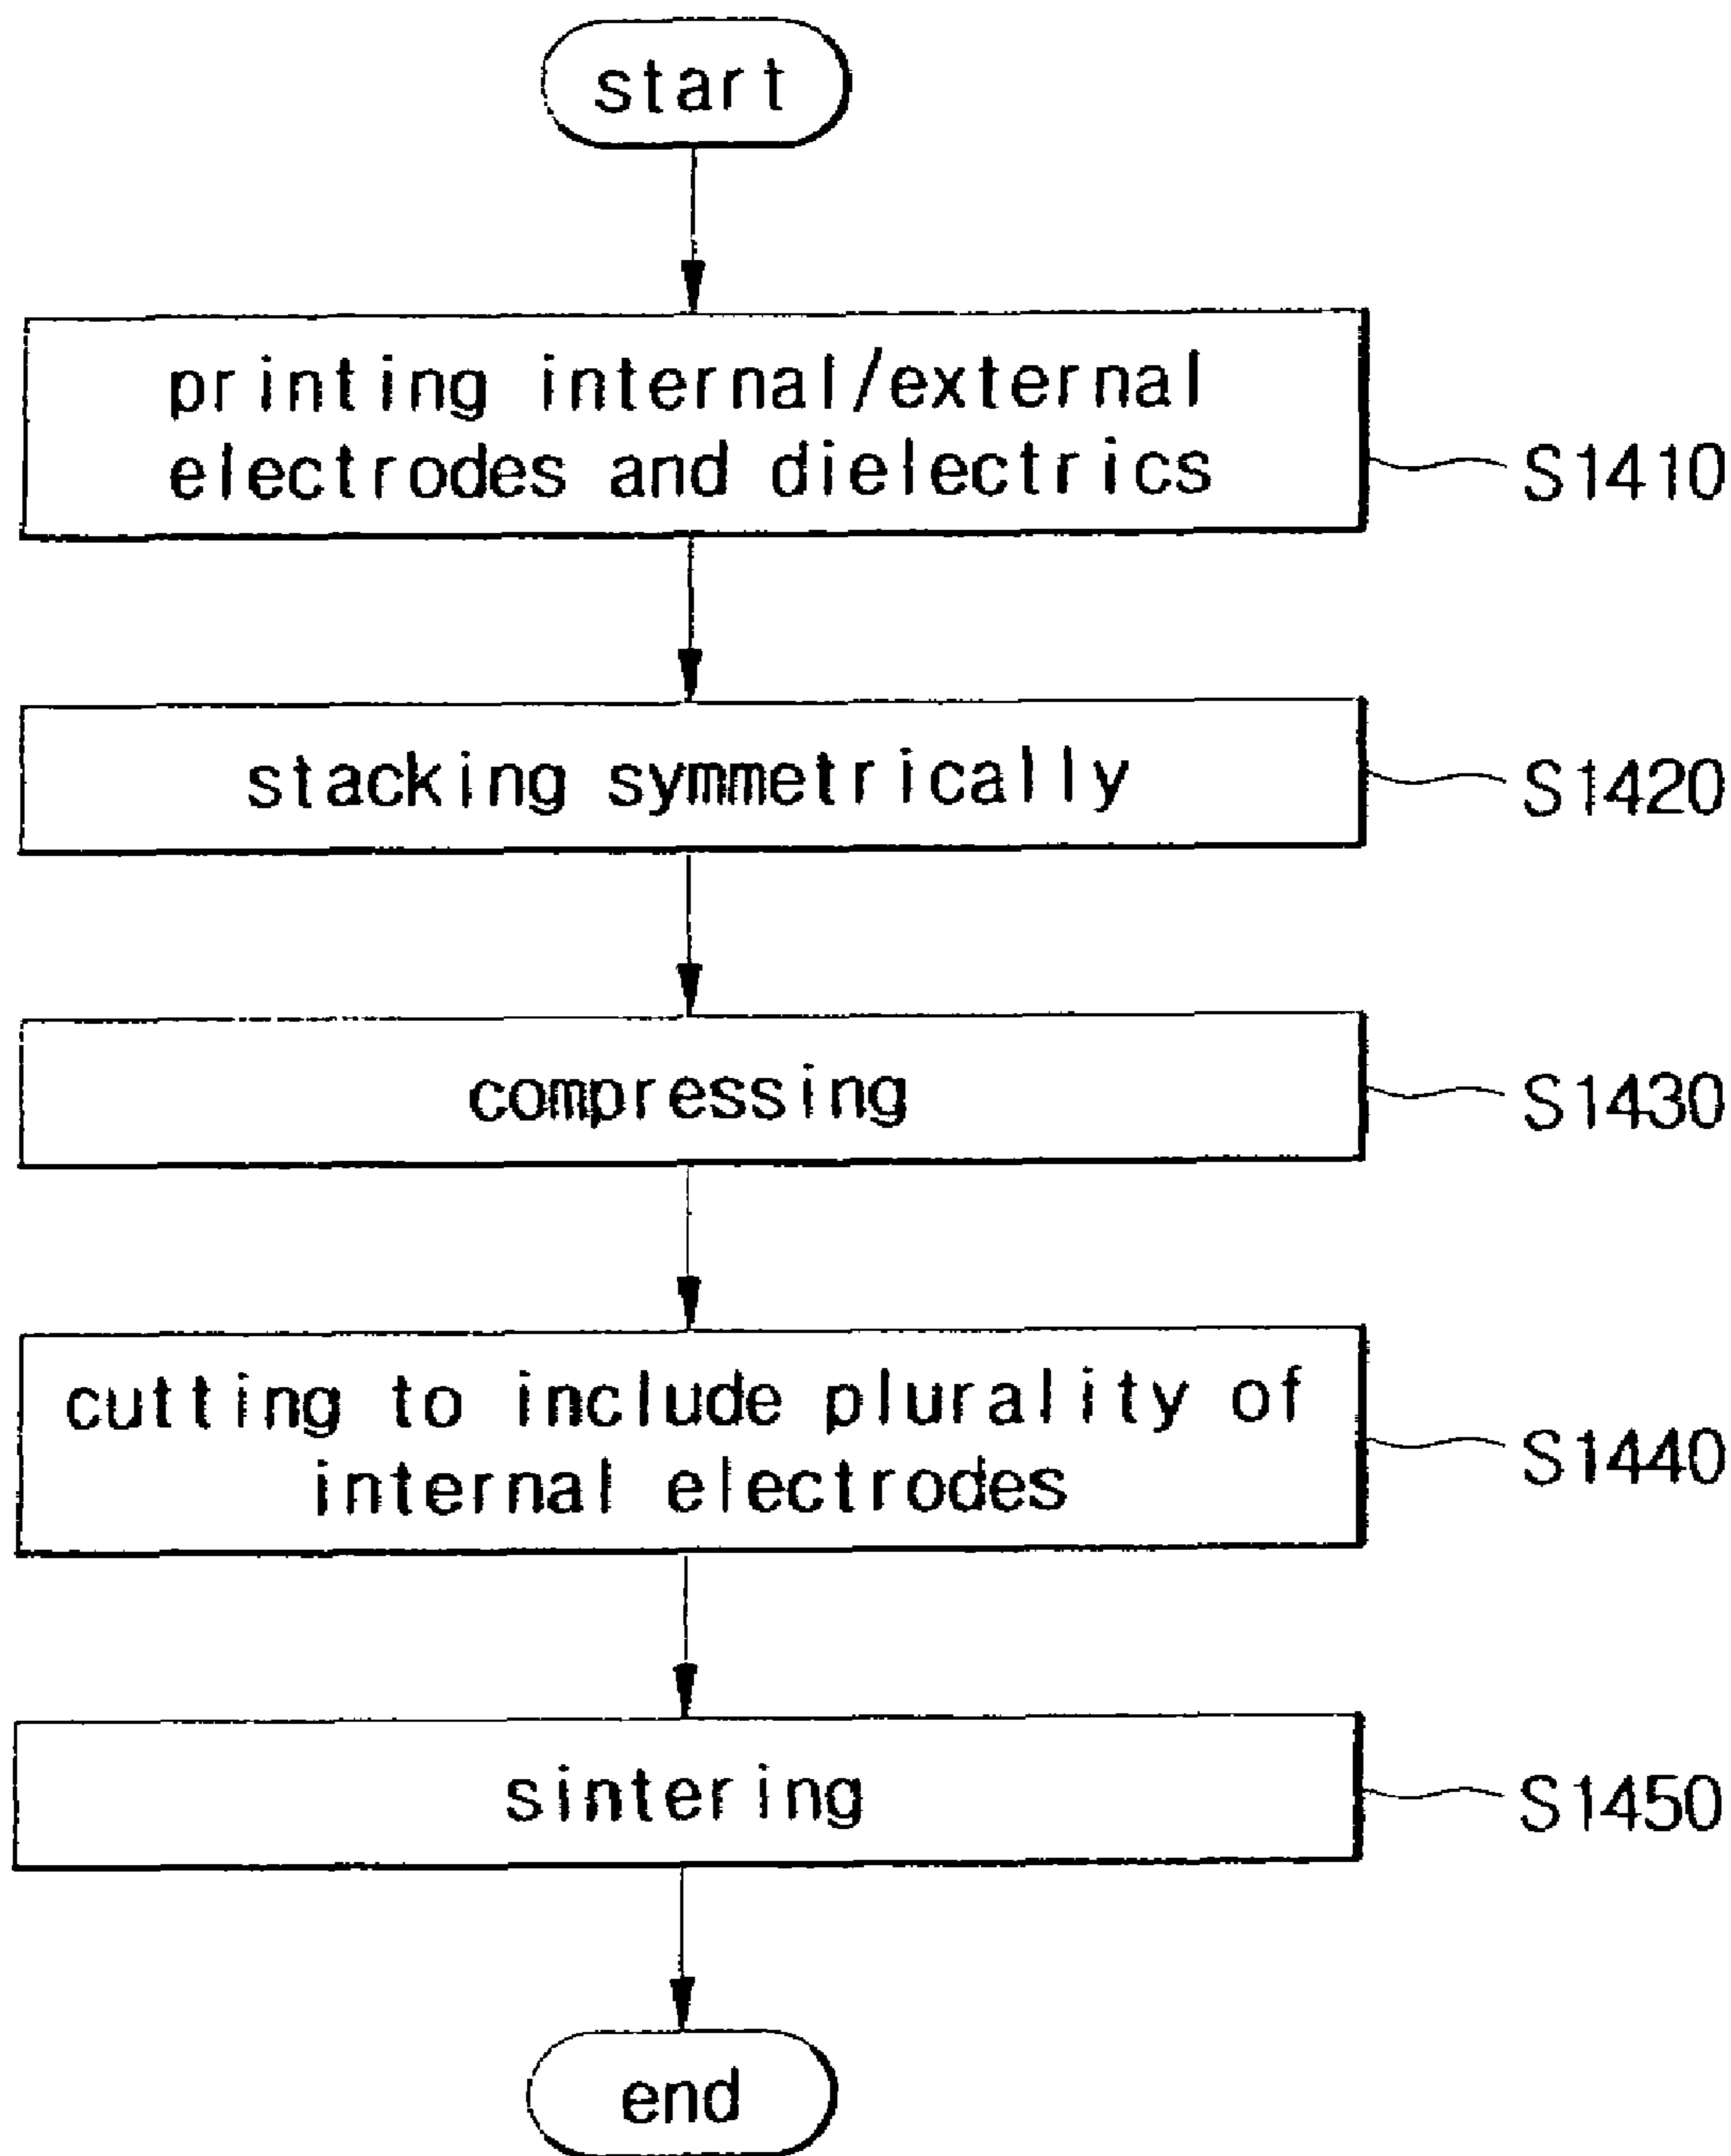 start
printing internal/external
electrodes and dielectrics
S1410
stacking symmetrically
S1420
compressing
S1430
cutting to include plurality of
internal electrodes
S1440
sintering
S1450
end